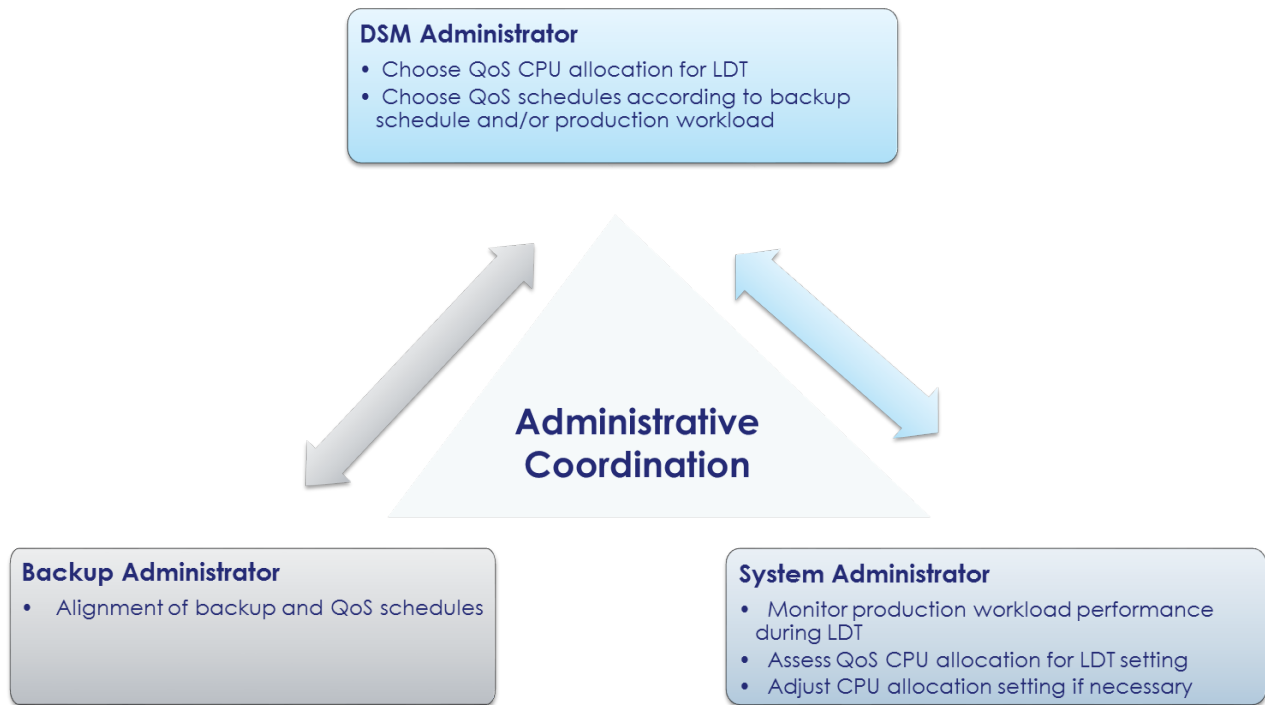 DSM Administrator
• Choose QoS CPU allocation for LDT
• Choose QoS schedules according to backup
schedule and/or production workload
Administrative
Coordination
Backup Administrator
• Alignment of backup and QoS schedules
System Administrator
• Monitor production workload performance
during LDT
• Assess QoS CPU allocation for LDT setting
• Adjust CPU allocation setting if necessary